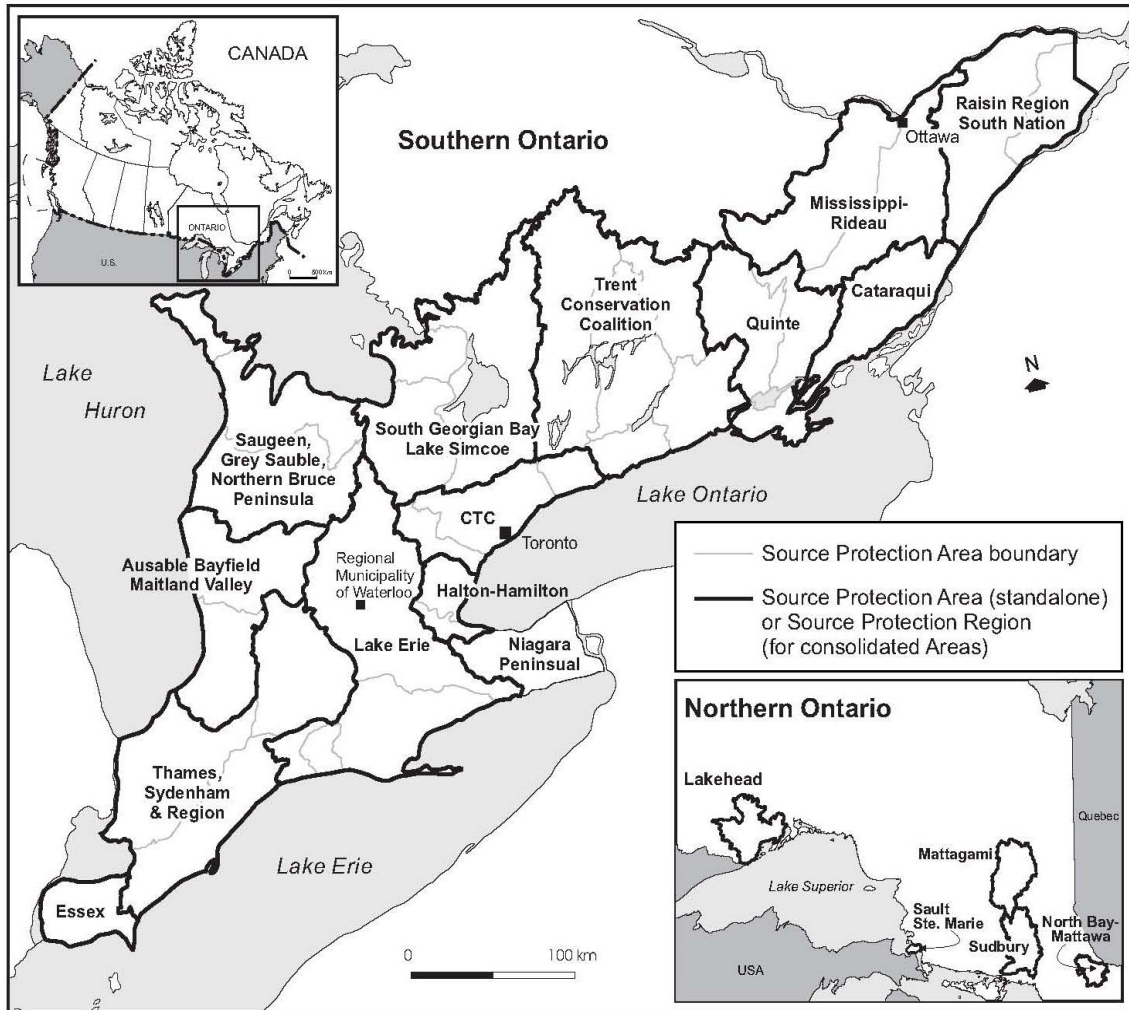 CANADA
ONTARIO
U.S.
0 500 Km
Southern Ontario
Raisin Region
South Nation
Ottawa
Mississippi-
Rideau
Cataraqui
Trent
Conservation
Coalition
Quinte
N
Lake
Huron
South Georgian Bay
Lake Simcoe
Saugeen,
Grey Sauble,
Northern Bruce
Peninsula
Lake Ontario
CTC
Toronto
Ausable Bayfield
Maitland Valley
Regional
Municipality
of Waterloo
Halton-Hamilton
Lake Erie
Niagara
Peninsual
Thames,
Sydenham
& Region
Lake Erie
Essex
0 100 km
Source Protection Area boundary
Source Protection Area (standalone)
or Source Protection Region
(for consolidated Areas)
Northern Ontario
Lakehead
Quebec
Mattagami
Lake Superior
Sault
Ste. Marie
Sudbury
North Bay-
Mattawa
USA